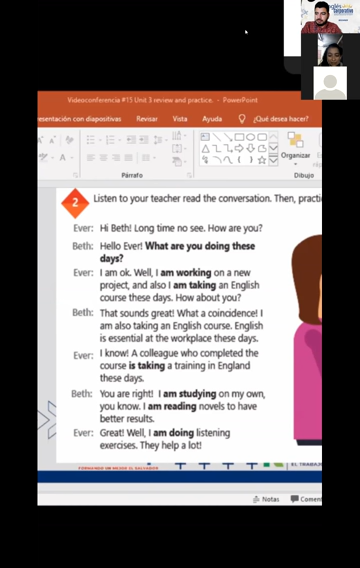 Videoconferencia #15 Unit 3 review and practice. - PowerPoint
esentación con diapositivas Revisar Vista Ayuda ¿Qué desea hacer?
Organizar
Párrafo Dibujo
2 Listen to your teacher read the conversation. Then, practi
Ever: Hi Beth! Long time no see. How are you?
Beth: Hello Ever! What are you doing these
days?
Ever: I am ok. Well, I am working on a new
project, and also I am taking an English
course these days. How about you?
Beth: That sounds great! What a coincidence! I
am also taking an English course. English
is essential at the workplace these days.
Ever: I know! A colleague who completed the
course is taking a training in England
these days.
Beth: You are right! I am studying on my own,
you know. I am reading novels to have
better results.
Ever: Great! Well, I am doing listening
exercises. They help a lot!
EL TRABA
Notas Coment